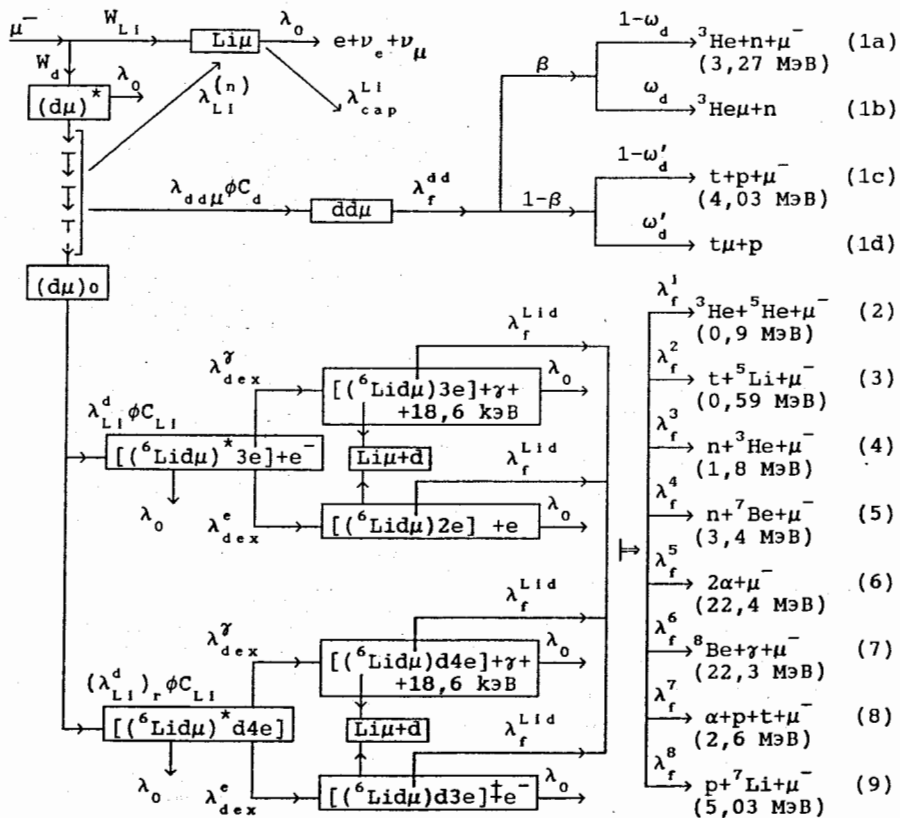 μ⁻ W_Li Liμ λ₀ e+ν_e+ν_μ
W_d λ₀ λ_Li^(n) λ_cap^Li
(dμ)*
λ_ddμ φC_d ddμ λ_f^dd
(dμ)₀
β 1-β
1-ω_d ³He+n+μ⁻ (1a)
(3,27 МэВ)
ω_d ³Heμ+n (1b)
1-ω'_d t+p+μ⁻ (1c)
(4,03 МэВ)
ω'_d tμ+p (1d)
λ_Li^d φC_Li
[(⁶Lidμ)*3e]+e⁻
λ₀
λ_dex^γ
[(⁶Lidμ)3e]+γ+
+18,6 kэВ
λ_f^Lid
λ₀
Liμ+d
λ_f^Lid
λ_dex^e
[(⁶Lidμ)2e] +e
λ₀
(λ_Li^d)_r φC_Li
[(⁶Lidμ)*d4e]
λ₀
λ_dex^γ
[(⁶Lidμ)d4e]+γ+
+18,6 kэВ
λ_f^Lid
λ₀
Liμ+d
λ_f^Lid
λ_dex^e
[(⁶Lidμ)d3e]‡e⁻
λ₀
λ_f^1 ³He+⁵He+μ⁻ (2)
(0,9 МэВ)
λ_f^2 t+⁵Li+μ⁻ (3)
(0,59 МэВ)
λ_f^3 n+³He+μ⁻ (4)
(1,8 МэВ)
λ_f^4 n+⁷Be+μ⁻ (5)
(3,4 МэВ)
λ_f^5 2α+μ⁻ (6)
(22,4 МэВ)
λ_f^6 ⁸Be+γ+μ⁻ (7)
(22,3 МэВ)
λ_f^7 α+p+t+μ⁻ (8)
(2,6 МэВ)
λ_f^8 p+⁷Li+μ⁻ (9)
(5,03 МэВ)